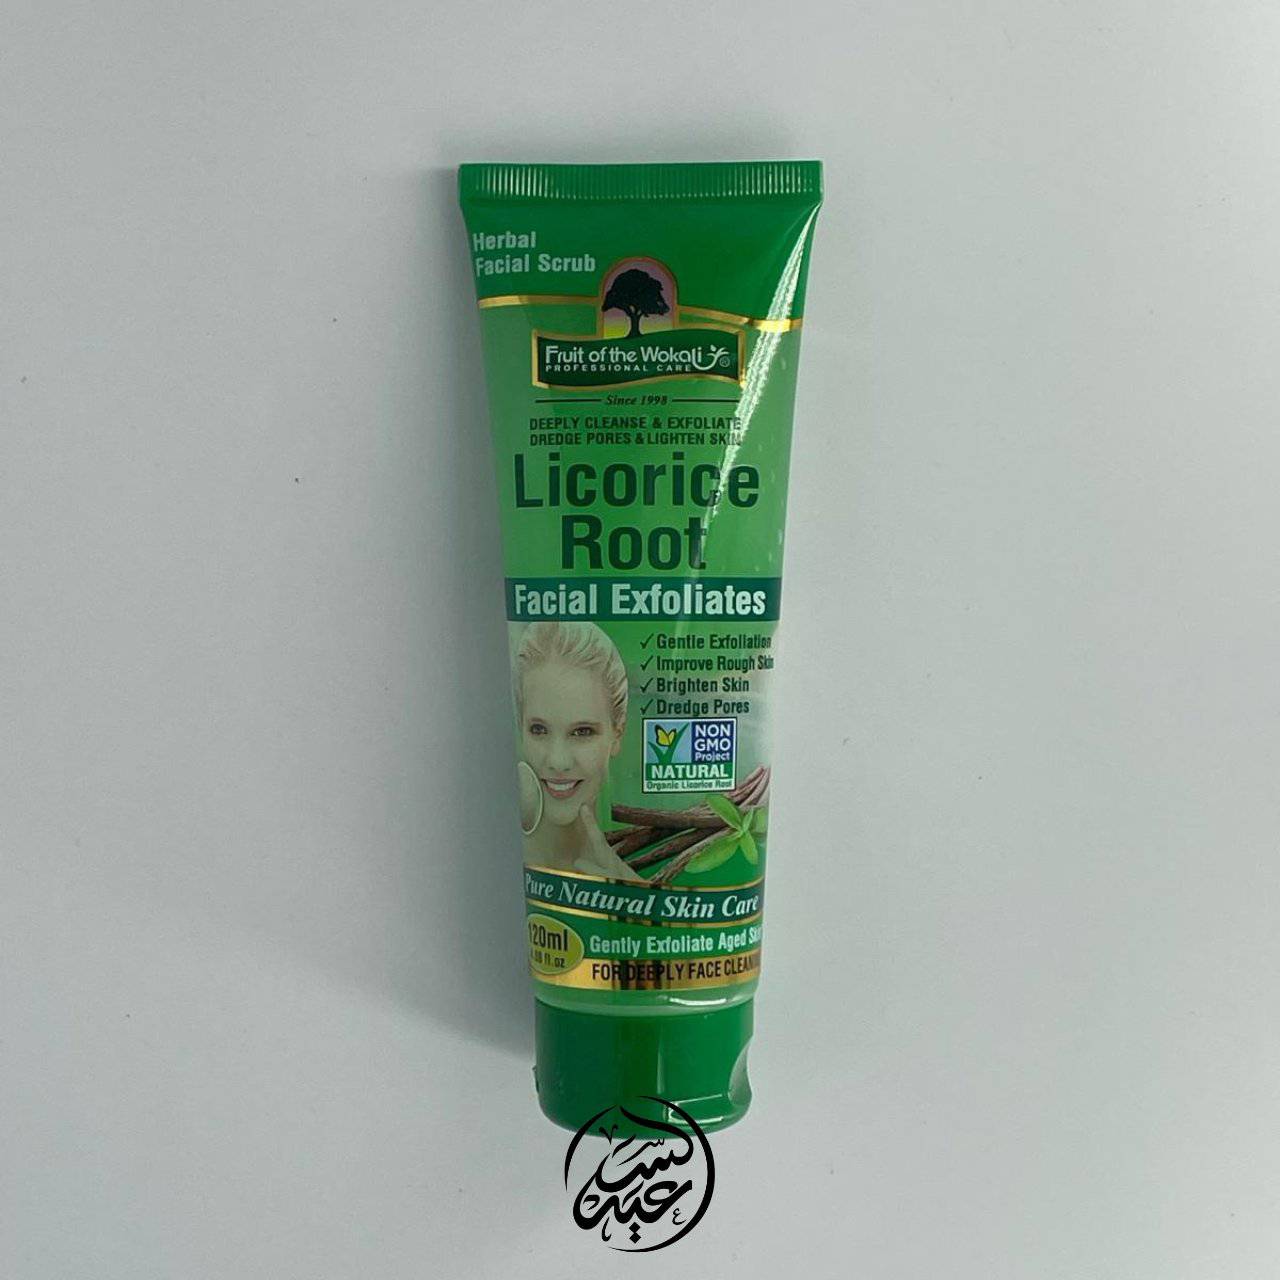 Herbal
Facial Scrub
Fruit of the Wokali ®
PROFESSIONAL CARE
Since 1998
DEEPLY CLEANSE & EXFOLIATE
DREDGE PORES & LIGHTEN SKIN
Licorice
Root
Facial Exfoliates
✓ Gentle Exfoliation
✓ Improve Rough Skin
✓ Brighten Skin
✓ Dredge Pores
NON
GMO
Project
NATURAL
Organic Licorice Root
Pure Natural Skin Care
120ml
fl.oz
Gently Exfoliate Aged
FOR DEEPLY FACE